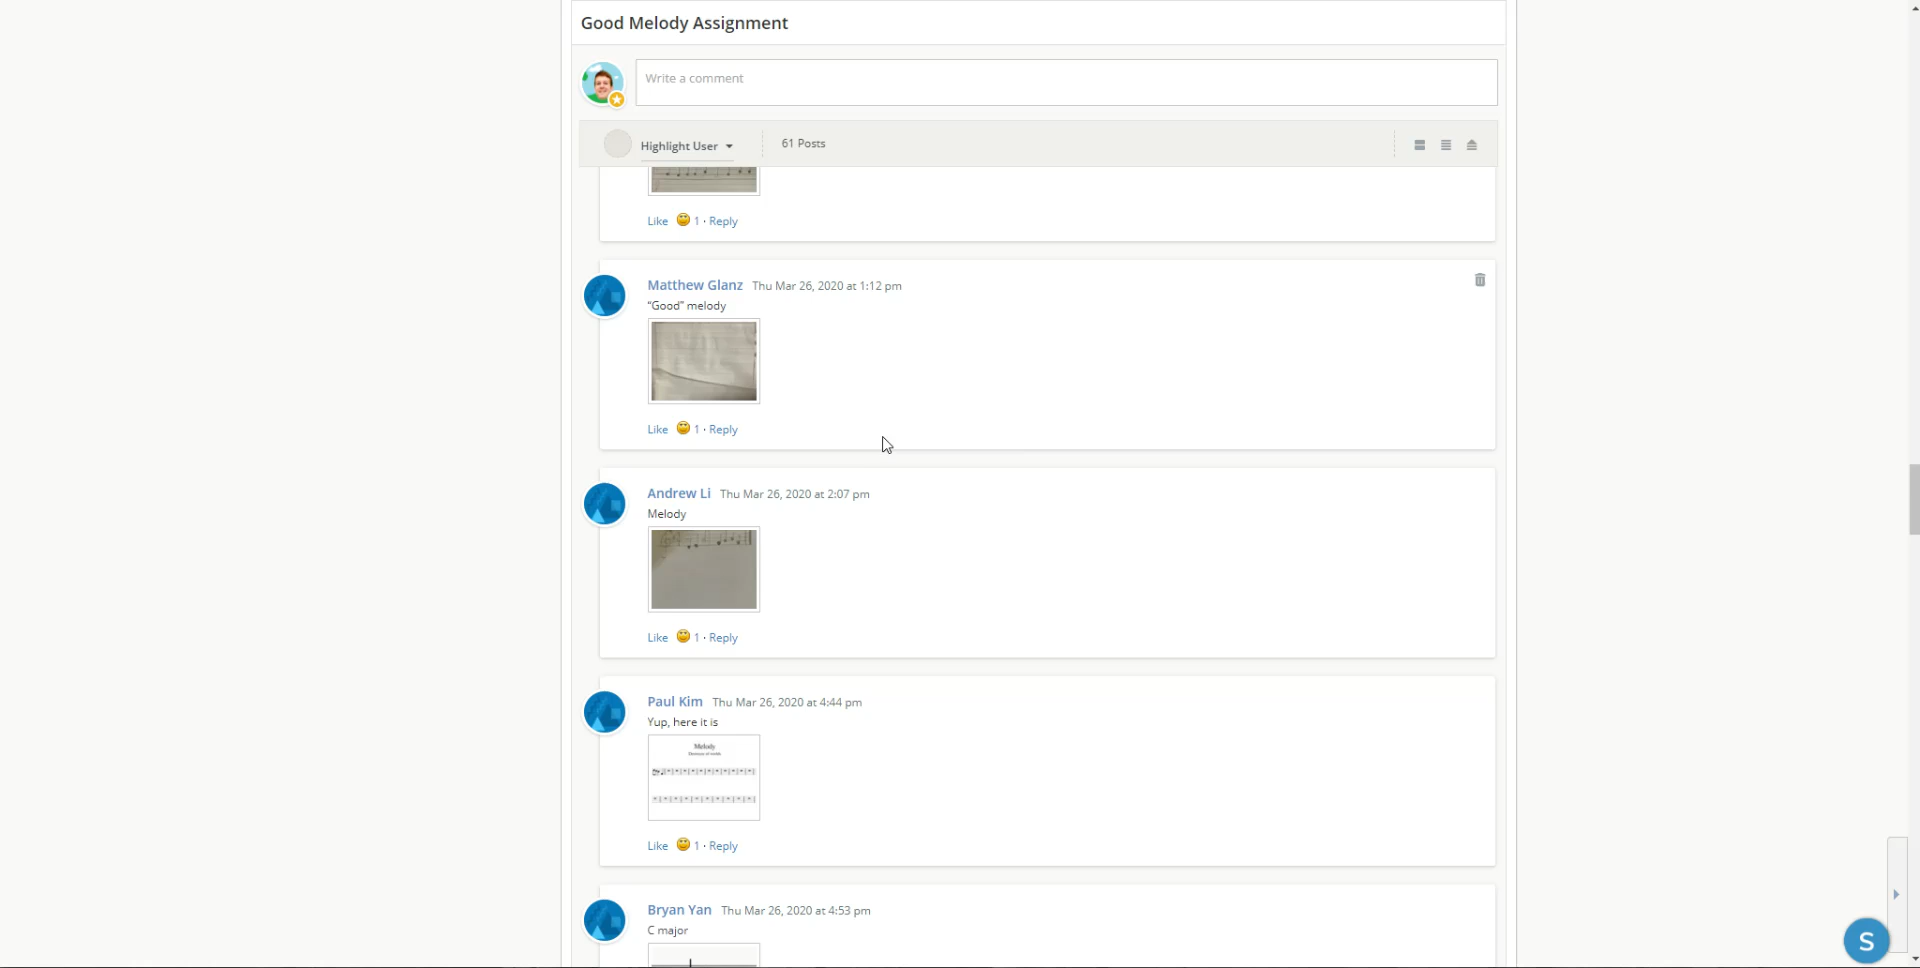 Good Melody Assignment
Write a comment
Highlight User
61 Posts
Like 1 · Reply
Matthew Glanz Thu Mar 26, 2020 at 1:12 pm
“Good” melody
Like 1 · Reply
Andrew Li Thu Mar 26, 2020 at 2:07 pm
Melody
Like 1 · Reply
Paul Kim Thu Mar 26, 2020 at 4:44 pm
Yup, here it is
Melody
Like 1 · Reply
Bryan Yan Thu Mar 26, 2020 at 4:53 pm
C major
S